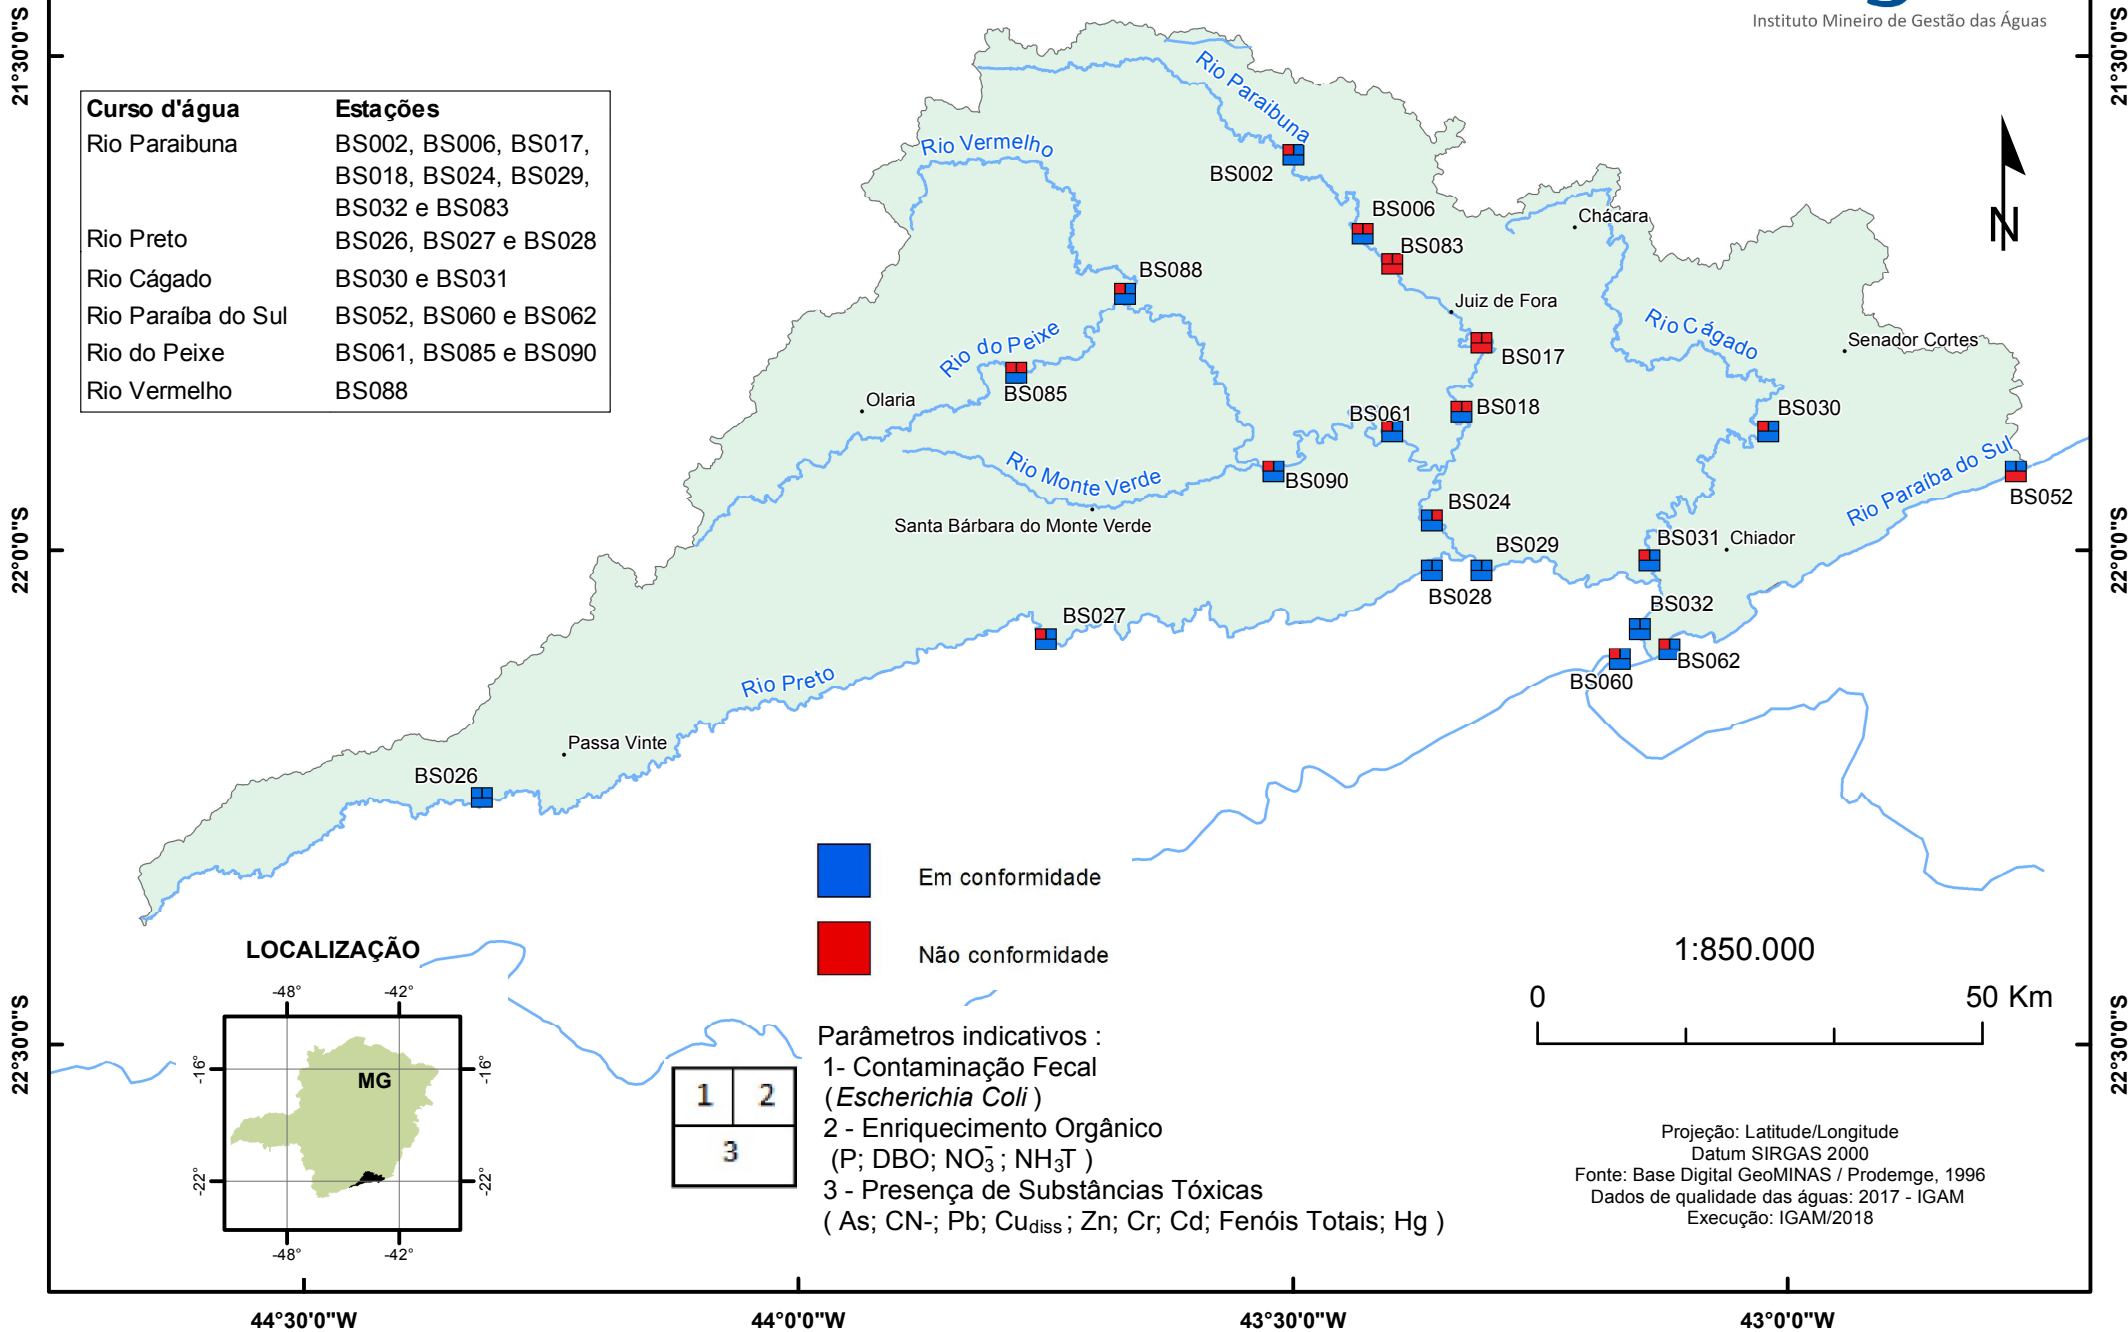 Instituto Mineiro de Gestão das Águas
21°30'0"S
21°30'0"S
Curso d'água Estações
Rio Paraibuna BS002, BS006, BS017,
BS018, BS024, BS029,
BS032 e BS083
Rio Preto BS026, BS027 e BS028
Rio Cágado BS030 e BS031
Rio Paraíba do Sul BS052, BS060 e BS062
Rio do Peixe BS061, BS085 e BS090
Rio Vermelho BS088
Rio Paraibuna
Rio Vermelho
BS002
BS006
Chácara
N
BS083
BS088
Juiz de Fora
Rio Cágado
Senador Cortes
Rio do Peixe
BS017
BS085
Olaria
BS061
BS018
BS030
Rio Monte Verde
BS090
Rio Paraíba do Sul
BS052
BS024
Santa Bárbara do Monte Verde
22°0'0"S
BS029
BS031
Chiador
22°0'0"S
BS028
BS032
BS027
BS062
BS060
Rio Preto
Passa Vinte
BS026
Em conformidade
Não conformidade
LOCALIZAÇÃO
-48°
-42°
-16°
-16°
MG
-22°
-22°
-48°
-42°
1:850.000
0 50 Km
22°30'0"S
22°30'0"S
1 2
3
Parâmetros indicativos :
1- Contaminação Fecal
(Escherichia Coli )
2 - Enriquecimento Orgânico
(P; DBO; NO₃⁻; NH₃T )
3 - Presença de Substâncias Tóxicas
( As; CN-; Pb; Cudiss ; Zn; Cr; Cd; Fenóis Totais; Hg )
Projeção: Latitude/Longitude
Datum SIRGAS 2000
Fonte: Base Digital GeoMINAS / Prodemge, 1996
Dados de qualidade das águas: 2017 - IGAM
Execução: IGAM/2018
44°30'0"W
44°0'0"W
43°30'0"W
43°0'0"W